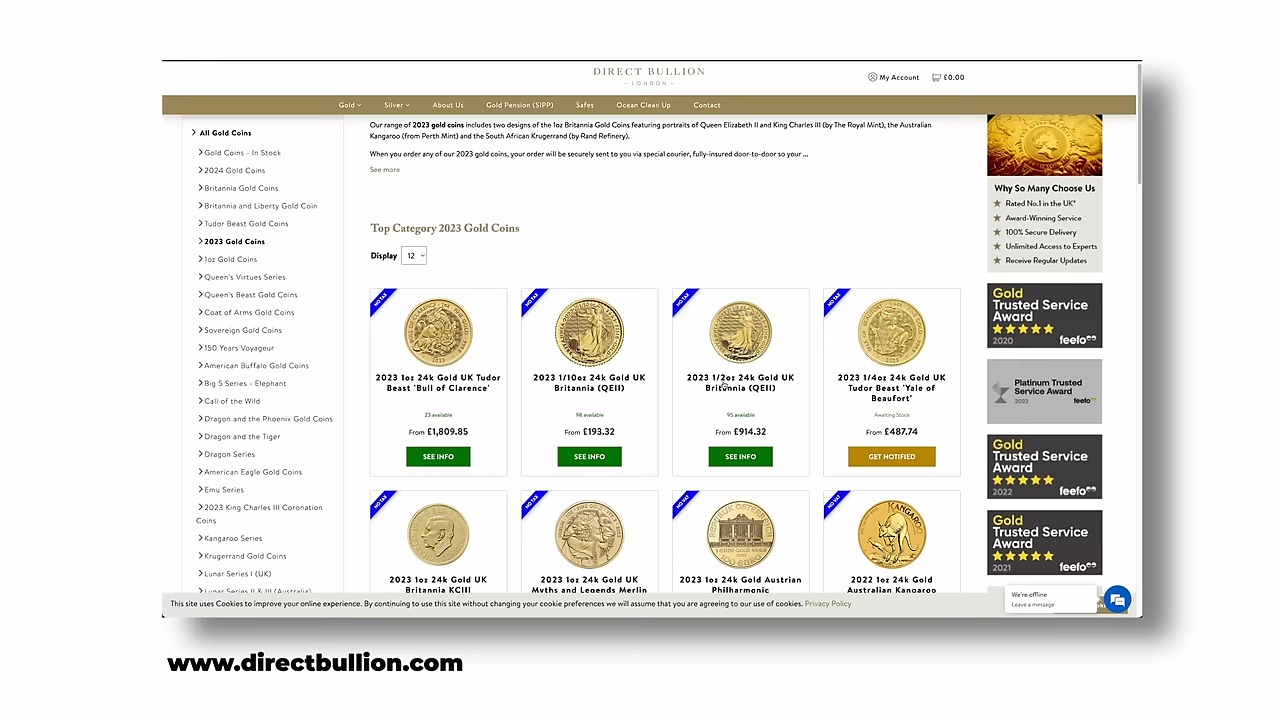 DIRECT BULLION
LONDON
My Account
£0.00
Gold
Silver
About Us
Gold Pension (SIPP)
Safes
Ocean Clean Up
Contact
All Gold Coins
Gold Coins - In Stock
2024 Gold Coins
Britannia Gold Coins
Britannia and Liberty Gold Coin
Tudor Beast Gold Coins
2023 Gold Coins
1oz Gold Coins
Queen's Virtues Series
Queen's Beast Gold Coins
Coat of Arms Gold Coins
Sovereign Gold Coins
150 Years Voyageur
American Buffalo Gold Coins
Big 5 Series - Elephant
Call of the Wild
Dragon and the Phoenix Gold Coins
Dragon and the Tiger
Dragon Series
American Eagle Gold Coins
Emu Series
2023 King Charles III Coronation
Coins
Kangaroo Series
Krugerrand Gold Coins
Lunar Series I (UK)
Lunar Series II & III (Australia)
Our range of 2023 gold coins includes two designs of the 1oz Britannia Gold Coins featuring portraits of Queen Elizabeth II and King Charles III (by The Royal Mint), the Australian
Kangaroo (from Perth Mint) and the South African Krugerrand (by Rand Refinery).
When you order any of our 2023 gold coins, your order will be securely sent to you via special courier, fully-insured door-to-door so your ...
See more
Top Category 2023 Gold Coins
Display
12
NO TAX
2023 1oz 24k Gold UK Tudor
Beast 'Bull of Clarence'
23 available
From £1,809.85
SEE INFO
NO TAX
2023 1/10oz 24k Gold UK
Britannia (QEII)
98 available
From £193.32
SEE INFO
NO TAX
2023 1/2oz 24k Gold UK
Britannia (QEII)
95 available
From £914.32
SEE INFO
NO TAX
2023 1/4oz 24k Gold UK
Tudor Beast 'Yale of
Beaufort'
Awaiting Stock
From £487.74
GET NOTIFIED
NO TAX
2023 1oz 24k Gold UK
Britannia KCIII
NO TAX
2023 1oz 24k Gold UK
Myths and Legends Merlin
NO VAT
2023 1oz 24k Gold Austrian
Philharmonic
NO VAT
KANGAROO
2022 1oz 24k Gold
Australian Kangaroo
Why So Many Choose Us
Rated No.1 in the UK*
Award-Winning Service
100% Secure Delivery
Unlimited Access to Experts
Receive Regular Updates
Gold
Trusted Service
Award
2020
feefo
Platinum Trusted
Service Award
2023
feefo
Gold
Trusted Service
Award
2022
feefo
Gold
Trusted Service
Award
2021
feefo
We're offline
Leave a message
This site uses Cookies to improve your online experience. By continuing to use this site without changing your cookie preferences we will assume that you are agreeing to our use of cookies. Privacy Policy
www.directbullion.com